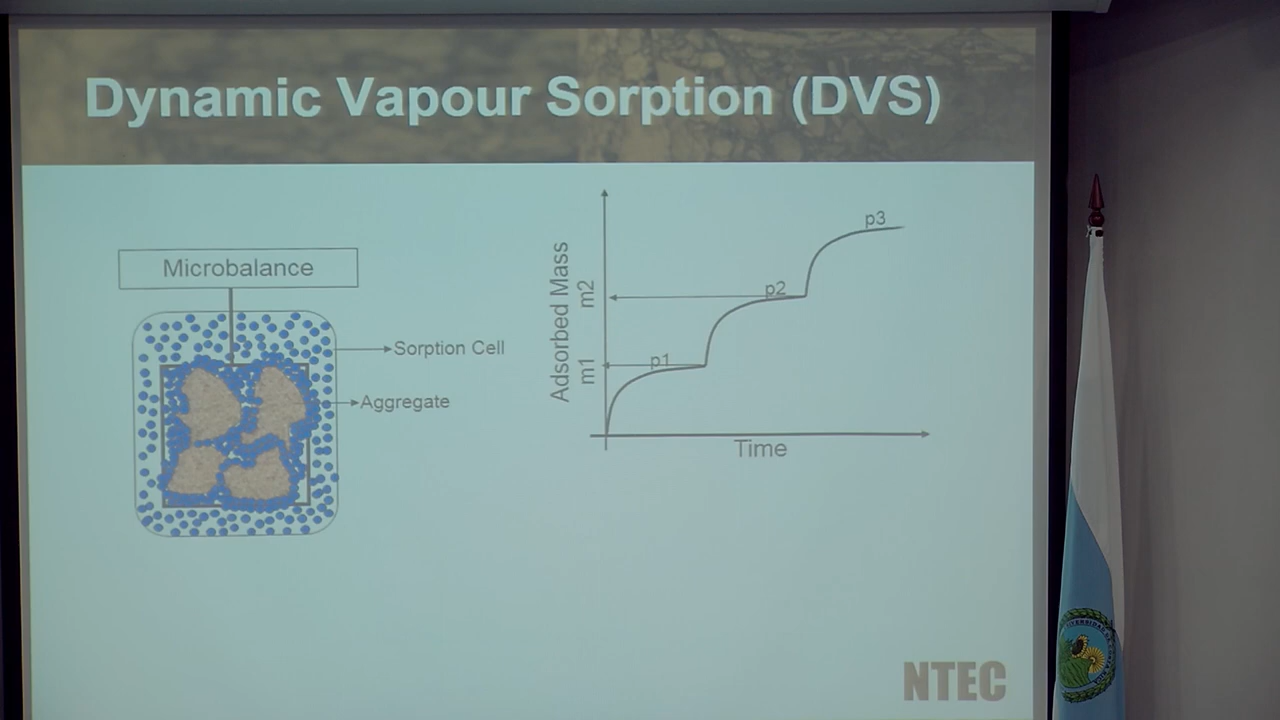 Dynamic Vapour Sorption (DVS)
Microbalance
Sorption Cell
Aggregate
Adsorbed Mass
m1
m2
p1
p2
p3
Time
NTEC